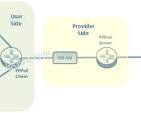 User
Side
Provider
Side
PPPoE
Server
DSLAM
PPPoE
Client